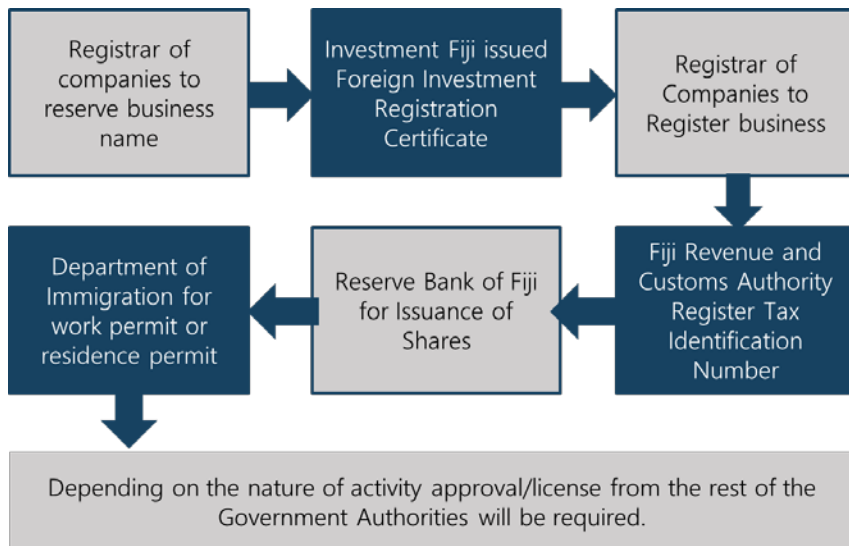 Registrar of
companies to
reserve business
name
Investment Fiji issued
Foreign Investment
Registration
Certificate
Registrar of
Companies to
Register business
Fiji Revenue and
Customs Authority
Register Tax
Identification
Number
Reserve Bank of Fiji
for Issuance of
Shares
Department of
Immigration for
work permit or
residence permit
Depending on the nature of activity approval/license from the rest of the
Government Authorities will be required.